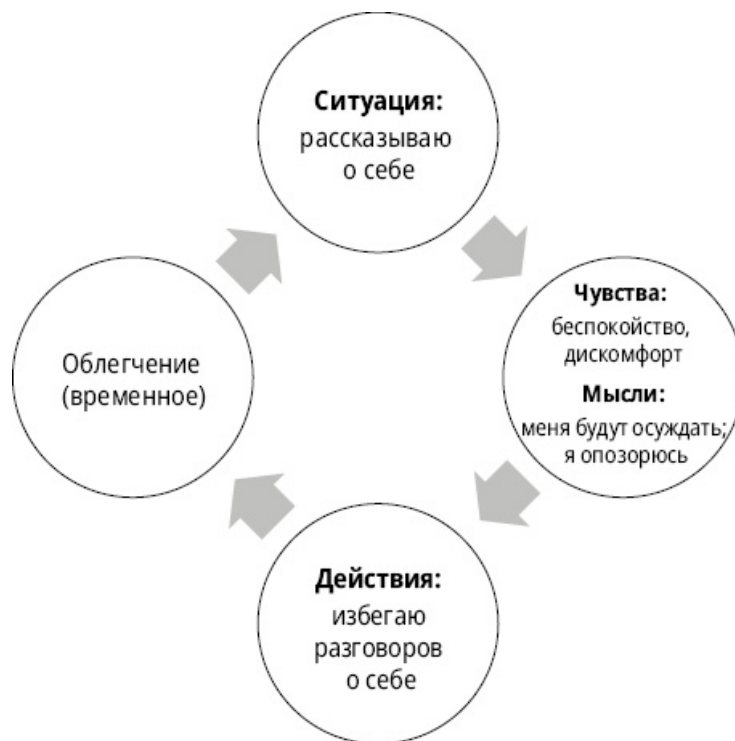 Ситуация:
рассказываю
о себе
Чувства:
беспокойство,
дискомфорт
Мысли:
меня будут осуждать;
я опозорюсь
Действия:
избегаю
разговоров
о себе
Облегчение
(временное)